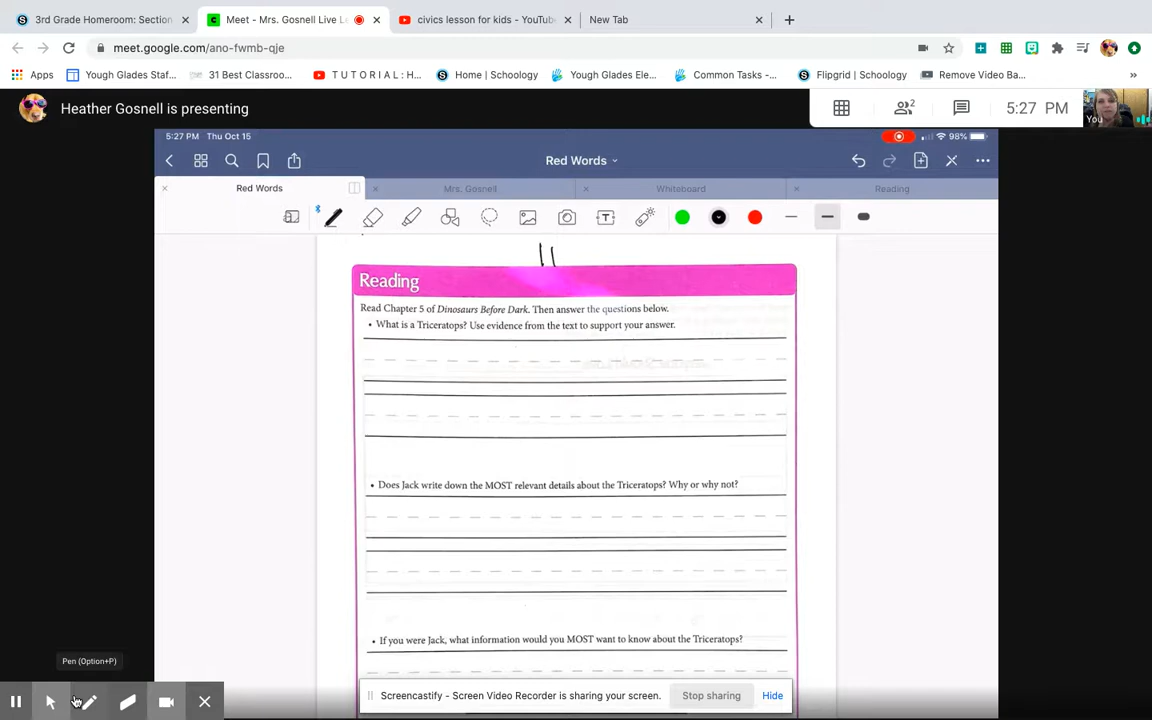 3rd Grade Homeroom: Section
Meet - Mrs. Gosnell Live L
civics lesson for kids - YouTube
New Tab
meet.google.com/ano-fwmb-qje
Apps
Yough Glades Staf...
31 Best Classroo...
T U T O R I A L : H...
Home | Schoology
Yough Glades Ele...
Common Tasks -...
Flipgrid | Schoology
Remove Video Ba...
Heather Gosnell is presenting
2
5:27 PM
You
5:27 PM Thu Oct 15
98%
Red Words
Red Words
Mrs. Gosnell
Whiteboard
Reading
Reading
Read Chapter 5 of Dinosaurs Before Dark. Then answer the questions below.
• What is a Triceratops? Use evidence from the text to support your answer.
• Does Jack write down the MOST relevant details about the Triceratops? Why or why not?
• If you were Jack, what information would you MOST want to know about the Triceratops?
Pen (Option+P)
Screencastify - Screen Video Recorder is sharing your screen.
Stop sharing
Hide